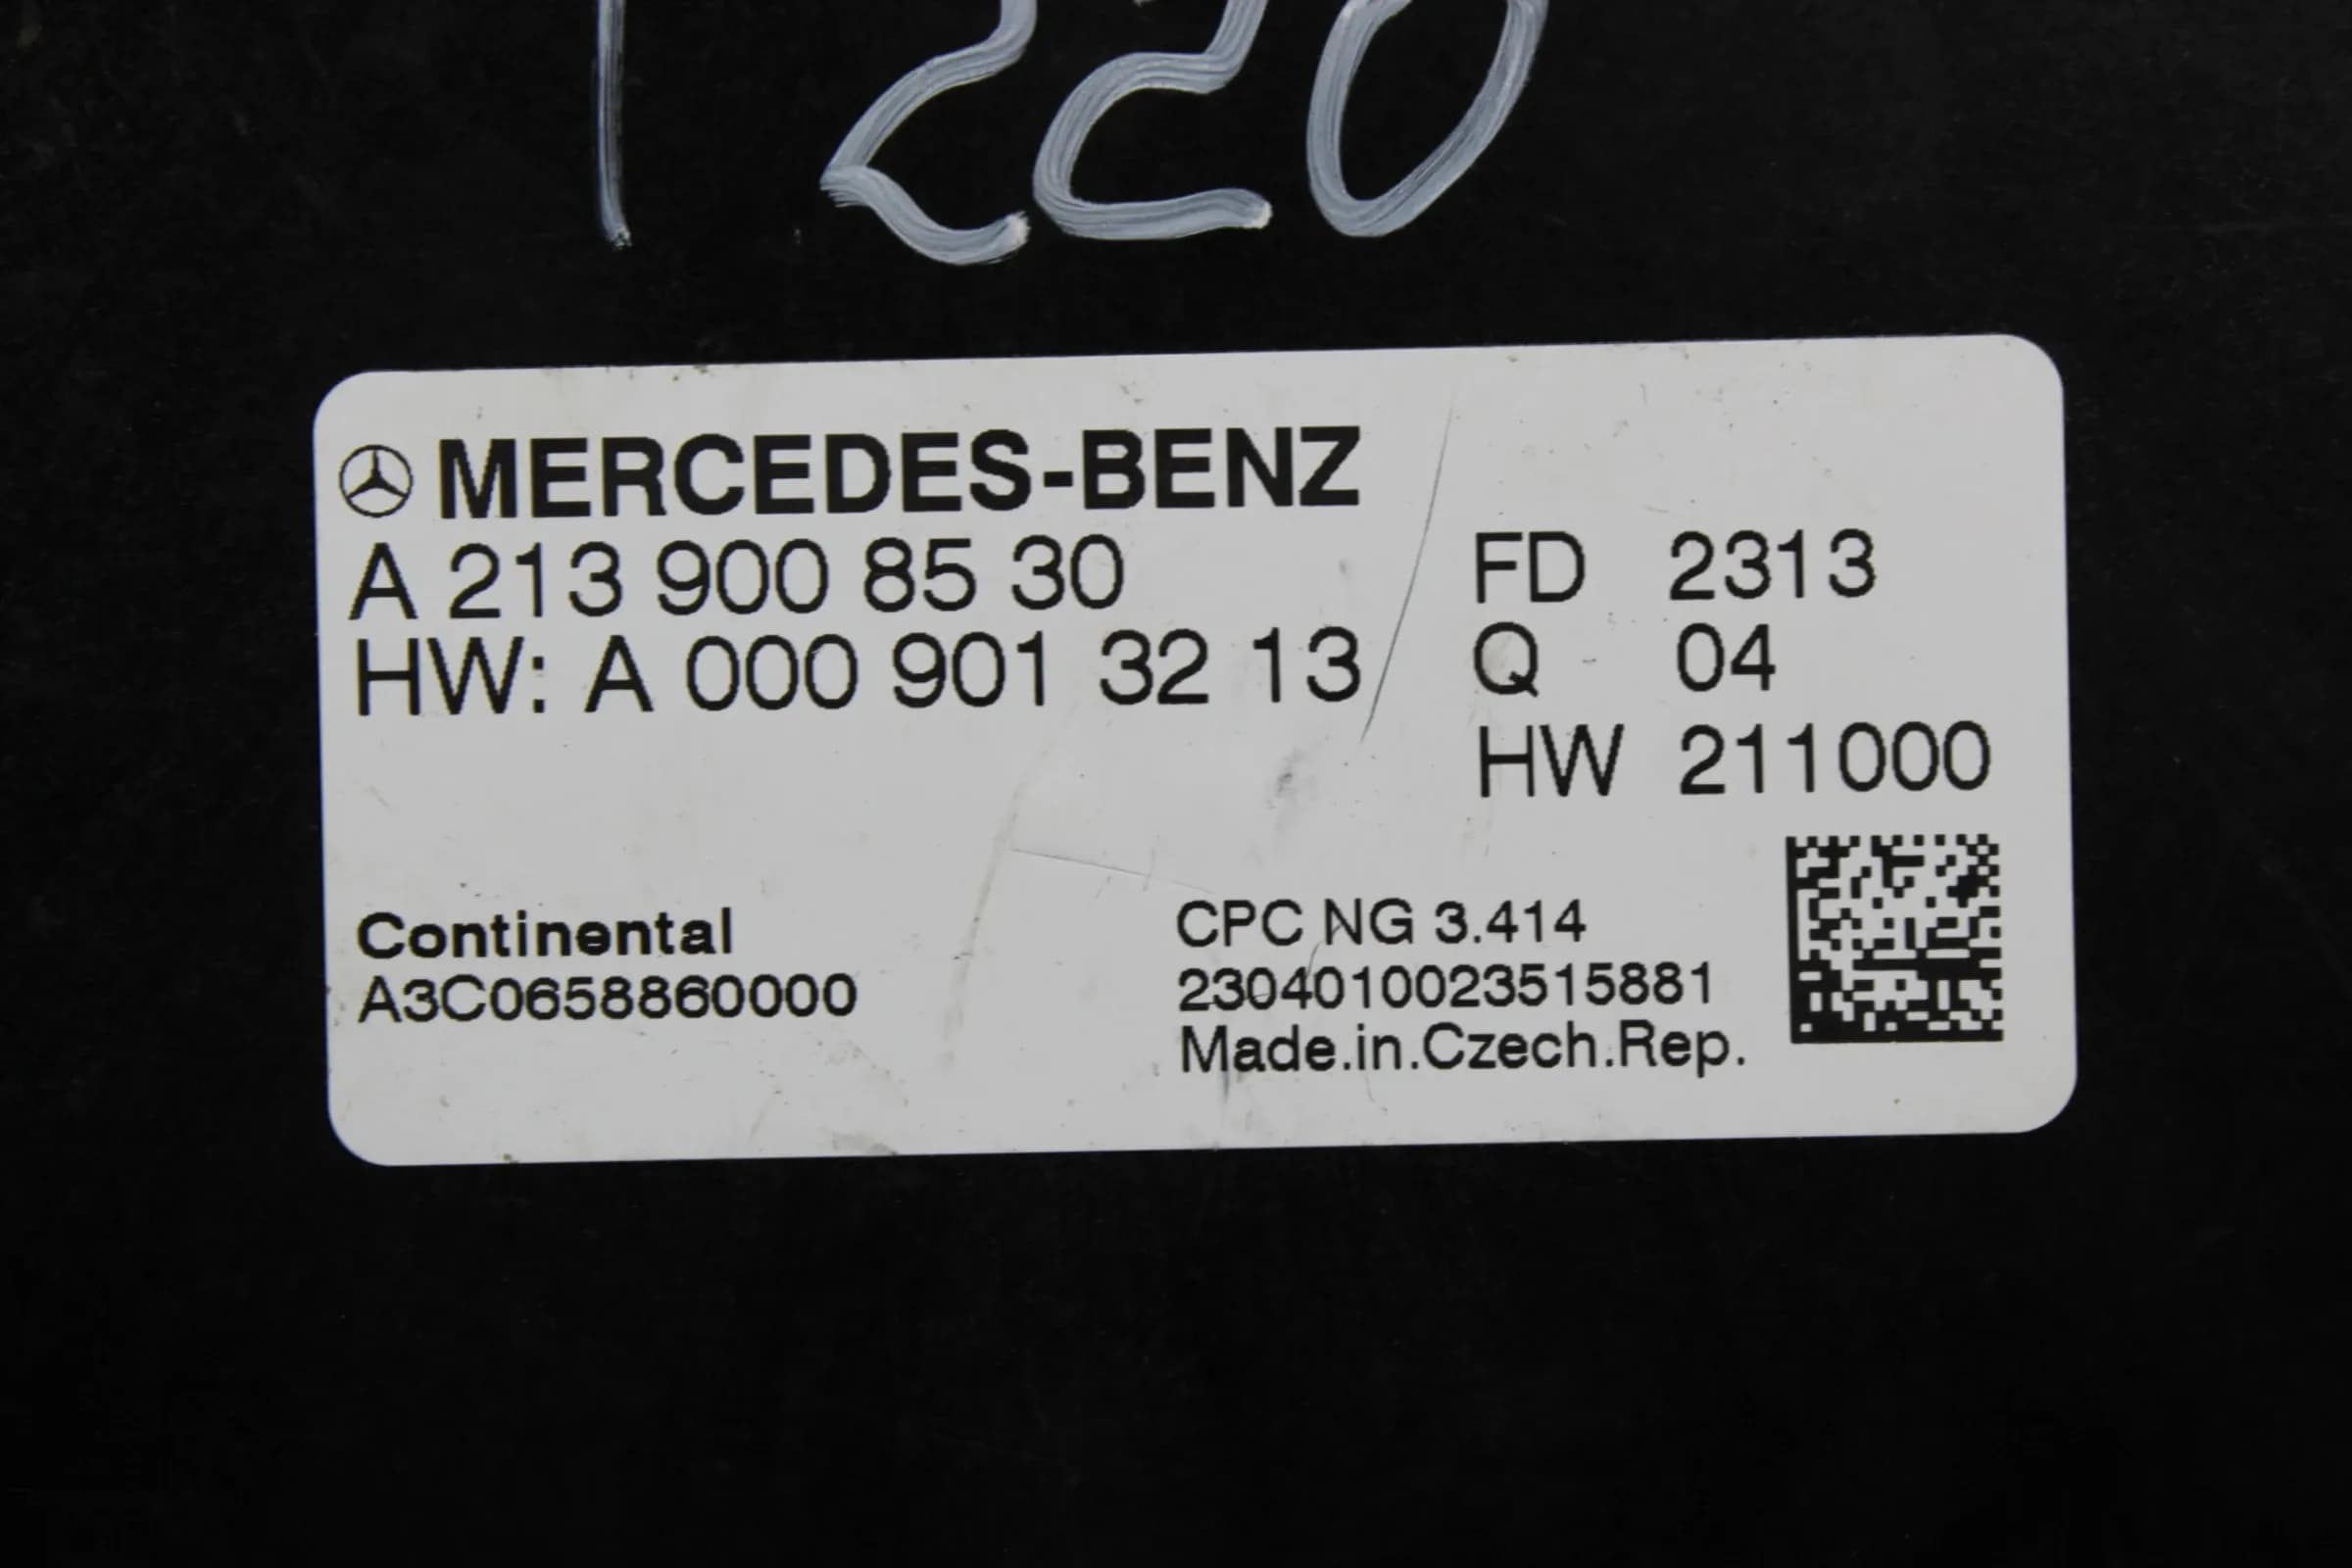 220
MERCEDES-BENZ
A 213 900 85 30
HW: A 000 901 32 13
FD 2313
Q 04
HW 211000
Continental
A3C0658860000
CPC NG 3.414
2304010023515881
Made.in.Czech.Rep.